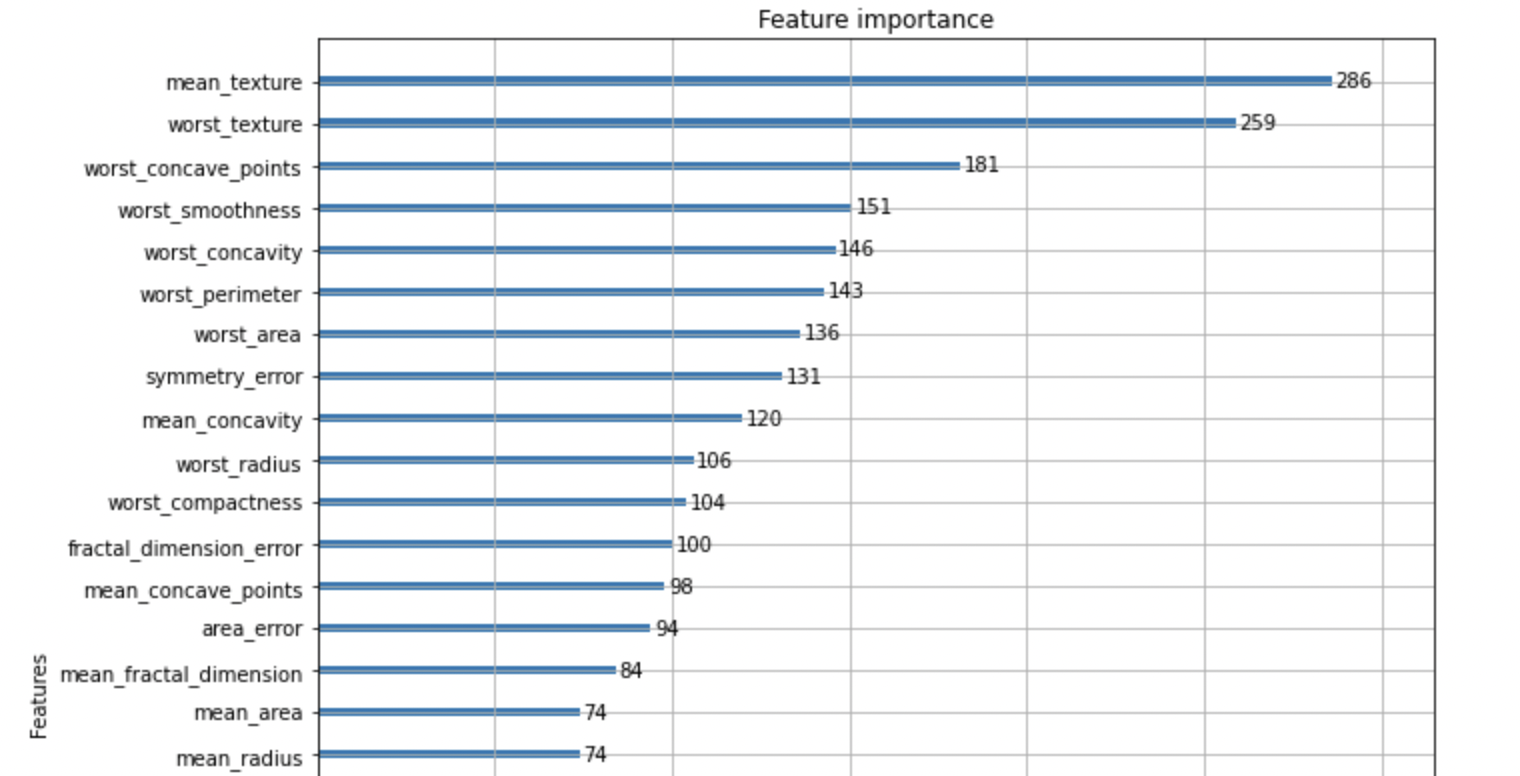 Feature importance
mean_texture 286
worst_texture 259
worst_concave_points 181
worst_smoothness 151
worst_concavity 146
worst_perimeter 143
worst_area 136
symmetry_error 131
mean_concavity 120
worst_radius 106
worst_compactness 104
fractal_dimension_error 100
mean_concave_points 98
area_error 94
mean_fractal_dimension 84
mean_area 74
mean_radius 74
Features